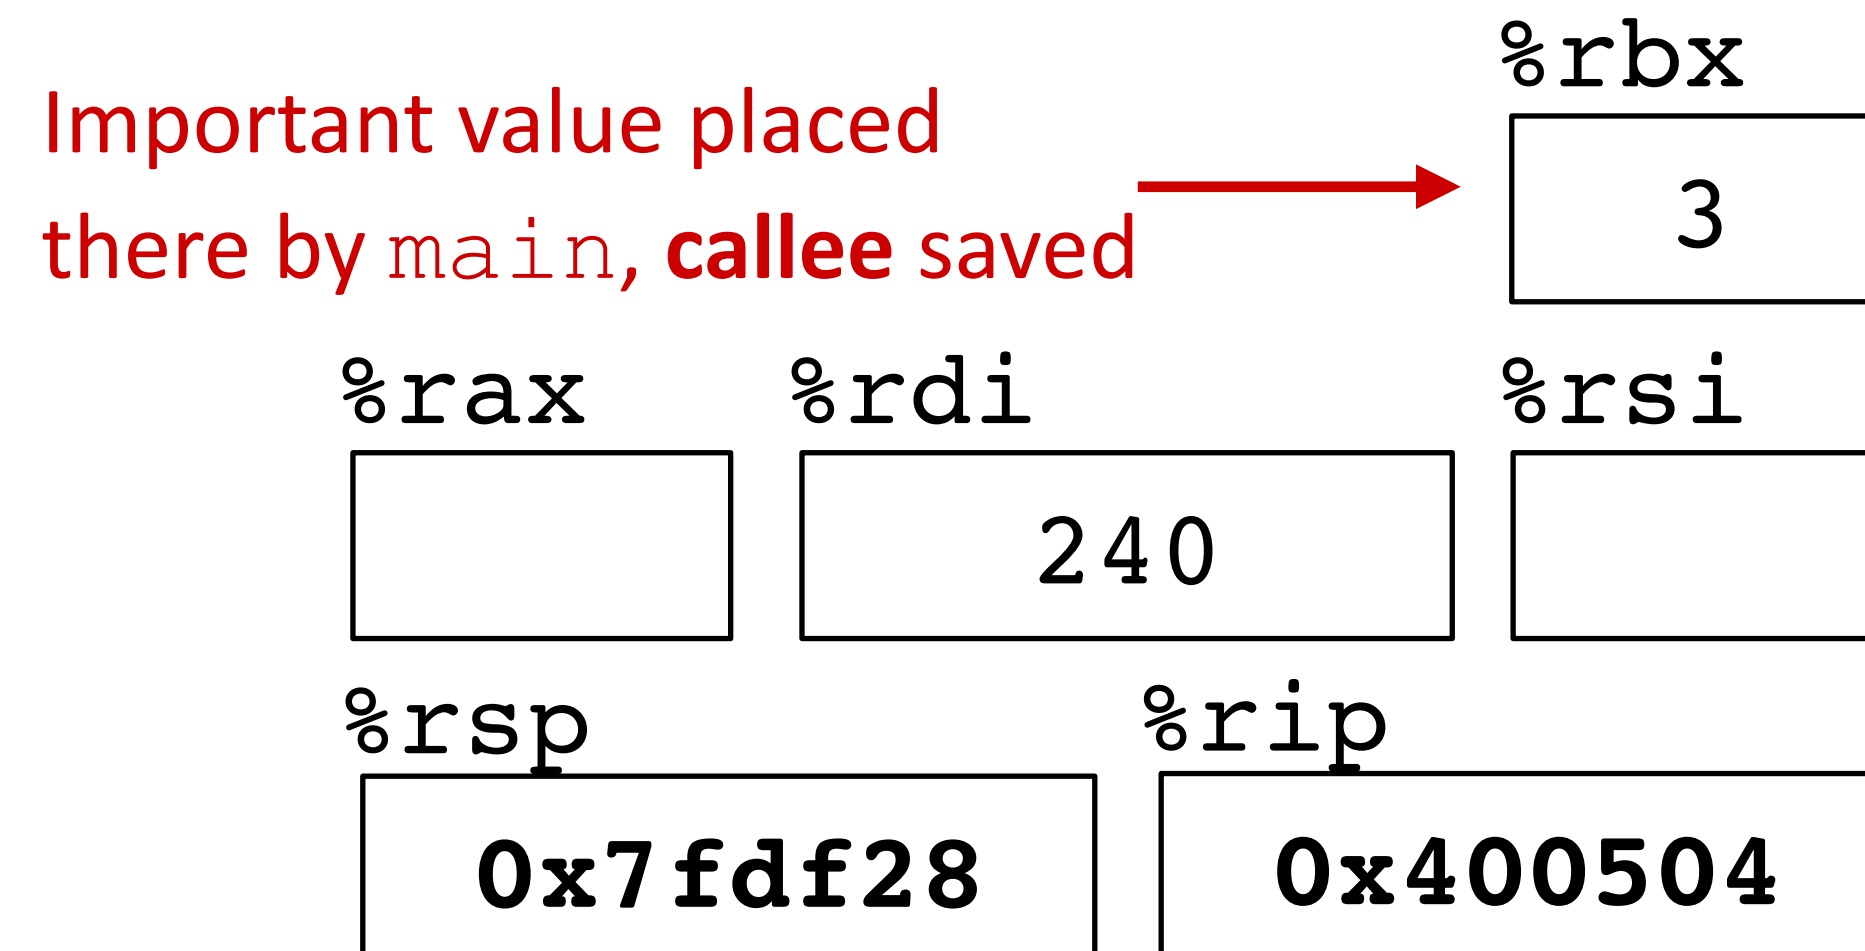 %rbx
Important value placed
there by main, callee saved
3
%rax %rdi %rsi
240
%rsp %rip
0x7fdf28 0x400504